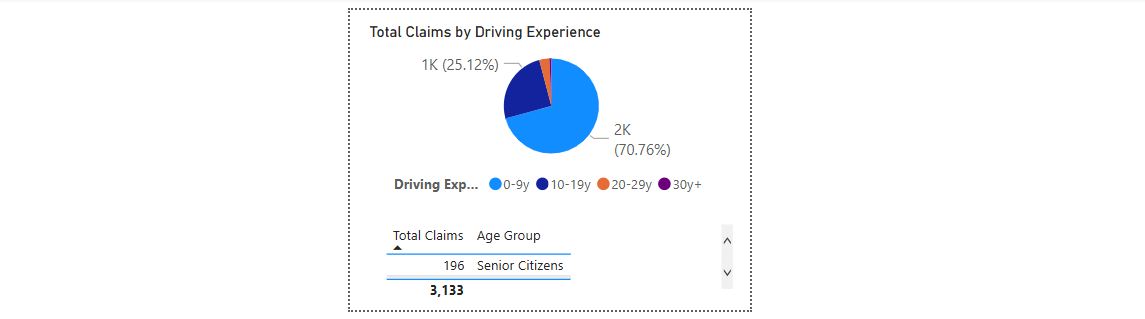 Total Claims by Driving Experience
1K (25.12%)
2K
(70.76%)
Driving Exp... 0-9y 10-19y 20-29y 30y+
Total Claims Age Group
196 Senior Citizens
3,133